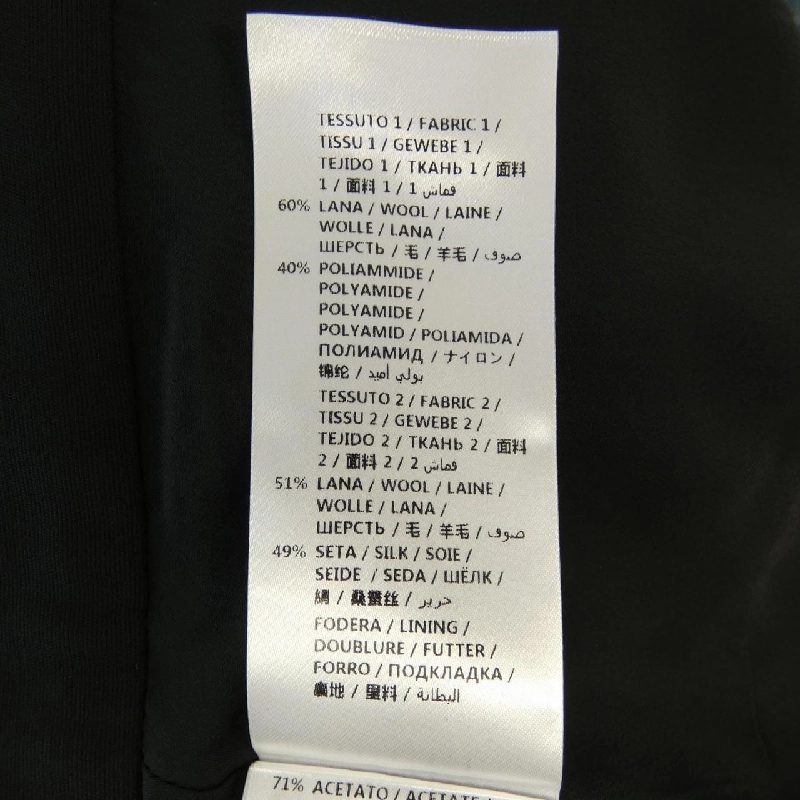 TESSUTO 1 / FABRIC 1 /
TISSU 1 / GEWEBE 1 /
TEJIDO 1 / ТКАНЬ 1 / 面料
1 / 面料 1 / 1 قماش
60% LANA / WOOL / LAINE /
WOLLE / LANA /
ШЕРСТЬ / 毛 / 羊毛 / صوف
40% POLIAMMIDE /
POLYAMIDE /
POLYAMIDE /
POLYAMID / POLIAMIDA /
ПОЛИАМИД / ナイロン /
锦纶 / بولي أميد
TESSUTO 2 / FABRIC 2 /
TISSU 2 / GEWEBE 2 /
TEJIDO 2 / ТКАНЬ 2 / 面料
2 / 面料 2 / 2 قماش
51% LANA / WOOL / LAINE /
WOLLE / LANA /
ШЕРСТЬ / 毛 / 羊毛 / صوف
49% SETA / SILK / SOIE /
SEIDE / SEDA / ШЁЛК /
絹 / 桑蚕丝 / حرير
FODERA / LINING /
DOUBLURE / FUTTER /
FORRO / ПОДКЛАДКА /
裏地 / 里料 / البطانة
71% ACETATO / ACETATE /